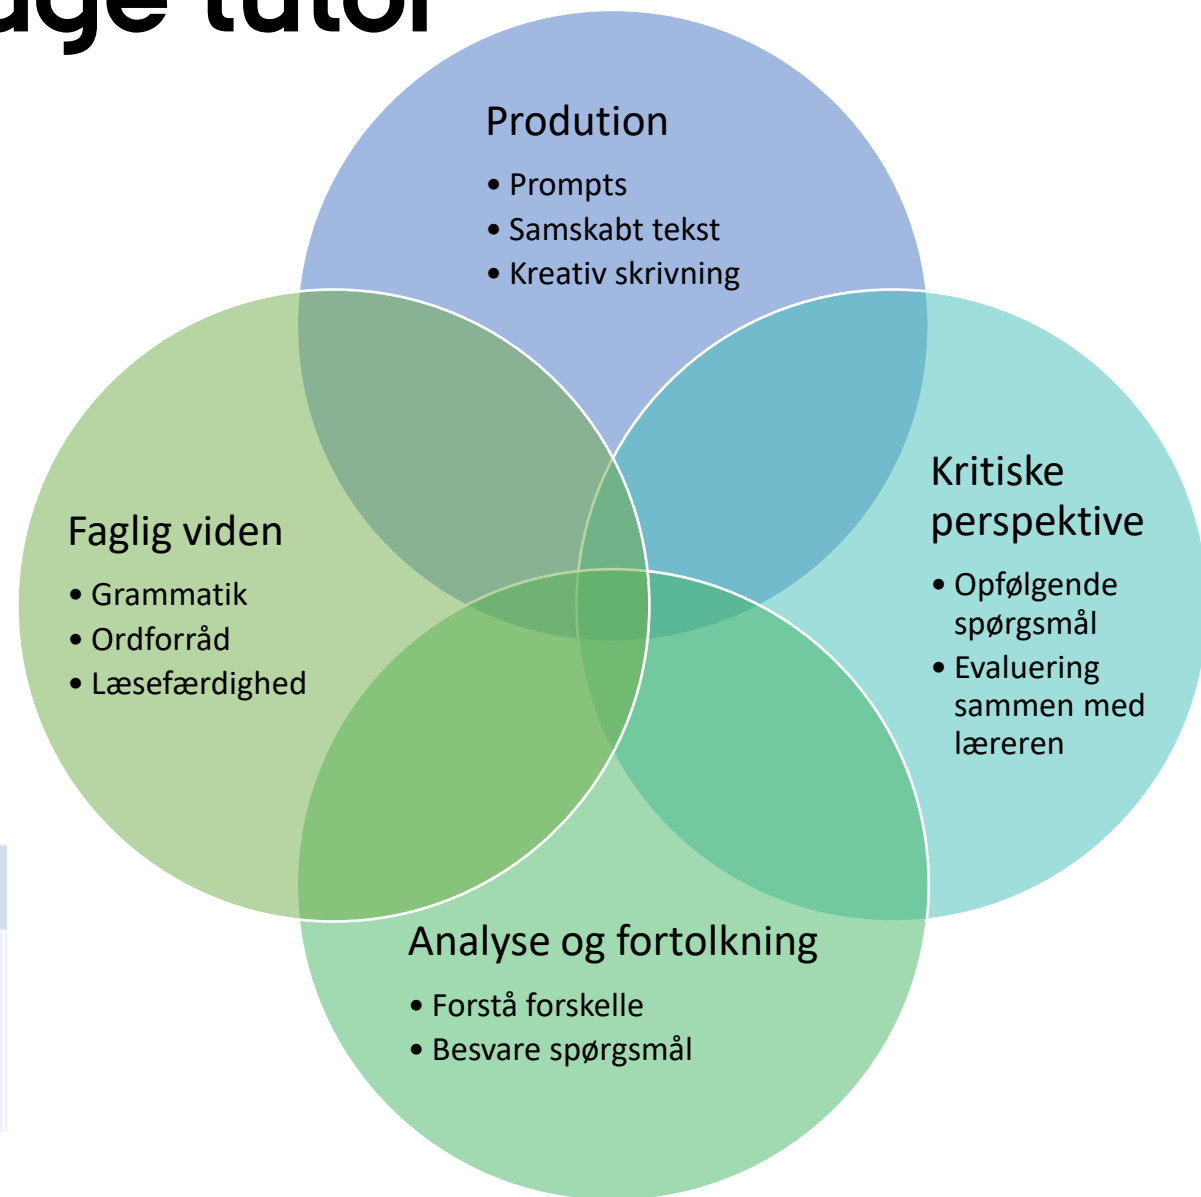 age tutor
Prodution
• Prompts
• Samskabt tekst
• Kreativ skrivning
Kritiske
perspektive
• Opfølgende
spørgsmål
• Evaluering
sammen med
læreren
Faglig viden
• Grammatik
• Ordforråd
• Læsefærdighed
Analyse og fortolkning
• Forstå forskelle
• Besvare spørgsmål